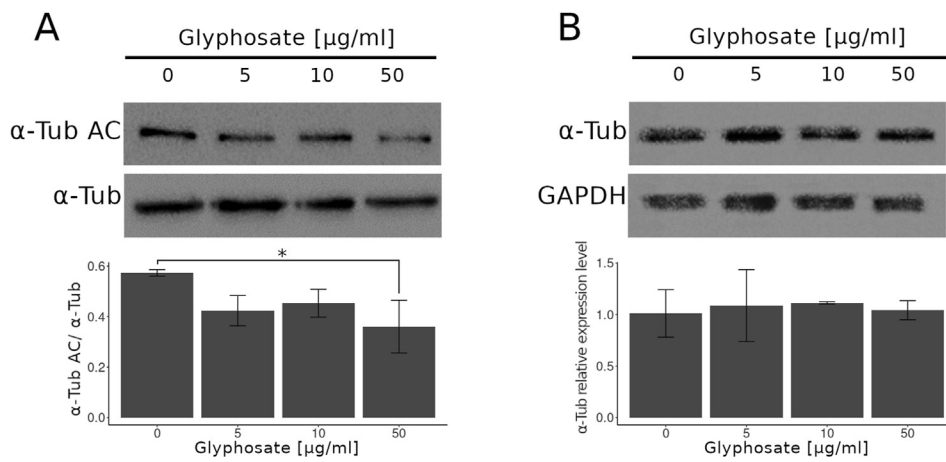 A
Glyphosate [µg/ml]
0 5 10 50
α-Tub AC
α-Tub
*
α-Tub AC/ α-Tub
0.6
0.4
0.2
0.0
0 5 10 50
Glyphosate [µg/ml]
B
Glyphosate [µg/ml]
0 5 10 50
α-Tub
GAPDH
α-Tub relative expression level
1.5
1.0
0.5
0.0
0 5 10 50
Glyphosate [µg/ml]